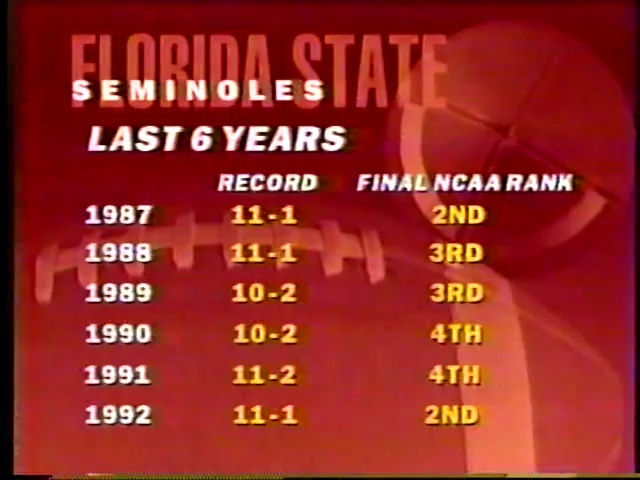 FLORIDA STATE
SEMINOLES
LAST 6 YEARS
RECORD FINAL NCAA RANK
1987 11-1 2ND
1988 11-1 3RD
1989 10-2 3RD
1990 10-2 4TH
1991 11-2 4TH
1992 11-1 2ND